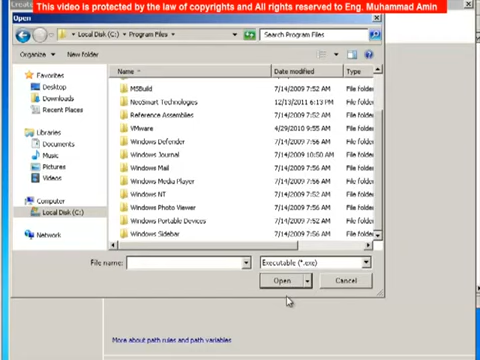 Create
This video is protected by the law of copyrights and All rights reserved to Eng. Muhammad Amin
Open
Local Disk (C:) Program Files
Search Program Files
Organize New folder
Favorites
Desktop
Downloads
Recent Places
Libraries
Documents
Music
Pictures
Videos
Computer
Local Disk (C:)
Network
Name Date modified Type
MSBuild 7/14/2009 7:52 AM File folder
NeoSmart Technologies 12/13/2011 6:13 PM File folder
Reference Assemblies 7/14/2009 7:52 AM File folder
VMware 4/29/2010 9:55 AM File folder
Windows Defender 7/14/2009 7:56 AM File folder
Windows Journal 7/14/2009 10:50 AM File folder
Windows Mail 7/14/2009 7:56 AM File folder
Windows Media Player 7/14/2009 7:56 AM File folder
Windows NT 7/14/2009 7:52 AM File folder
Windows Photo Viewer 7/14/2009 7:56 AM File folder
Windows Portable Devices 7/14/2009 7:52 AM File folder
Windows Sidebar 7/14/2009 7:56 AM File folder
File name: Executable (*.exe)
Open Cancel
More about path rules and path variables